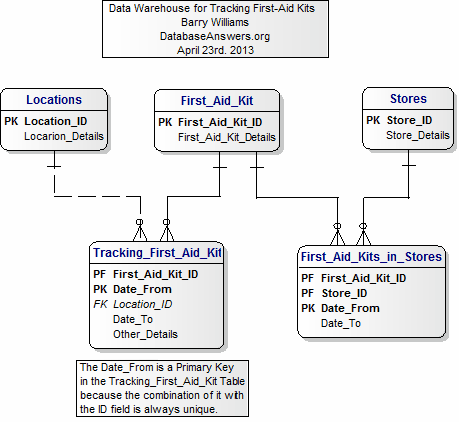 Data Warehouse for Tracking First-Aid Kits
Barry Williams
DatabaseAnswers.org
April 23rd. 2013
Locations
PK Location_ID
Locarion_Details
First_Aid_Kit
PK First_Aid_Kit_ID
First_Aid_Kit_Details
Stores
PK Store_ID
Store_Details
Tracking_First_Aid_Kit
PF First_Aid_Kit_ID
PK Date_From
FK Location_ID
Date_To
Other_Details
First_Aid_Kits_in_Stores
PF First_Aid_Kit_ID
PF Store_ID
PK Date_From
Date_To
The Date_From is a Primary Key
in the Tracking_First_Aid_Kit Table
because the combination of it with
the ID field is always unique.